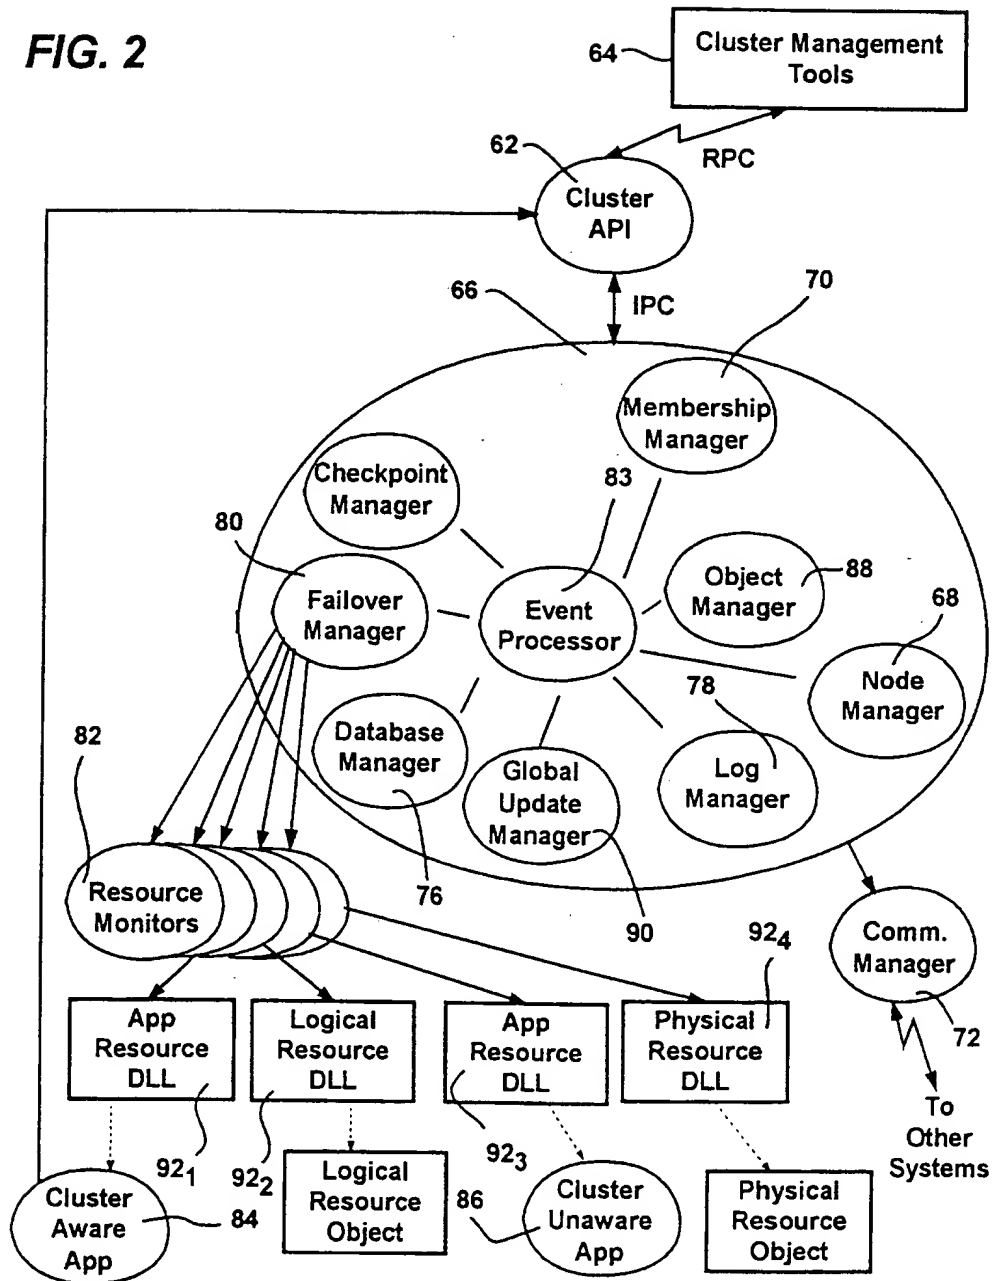 FIG. 2
64
Cluster Management
Tools
62
RPC
Cluster
API
66
IPC
70
Membership
Manager
Checkpoint
Manager
83
80
Failover
Manager
Event
Processor
Object
Manager
88
68
Node
Manager
78
Database
Manager
Global
Update
Manager
Log
Manager
82
Resource
Monitors
76
90
92₄
Comm.
Manager
72
App
Resource
DLL
Logical
Resource
DLL
App
Resource
DLL
Physical
Resource
DLL
To
Other
Systems
92₁
92₂
92₃
Cluster
Aware
App
84
Logical
Resource
Object
86
Cluster
Unaware
App
Physical
Resource
Object